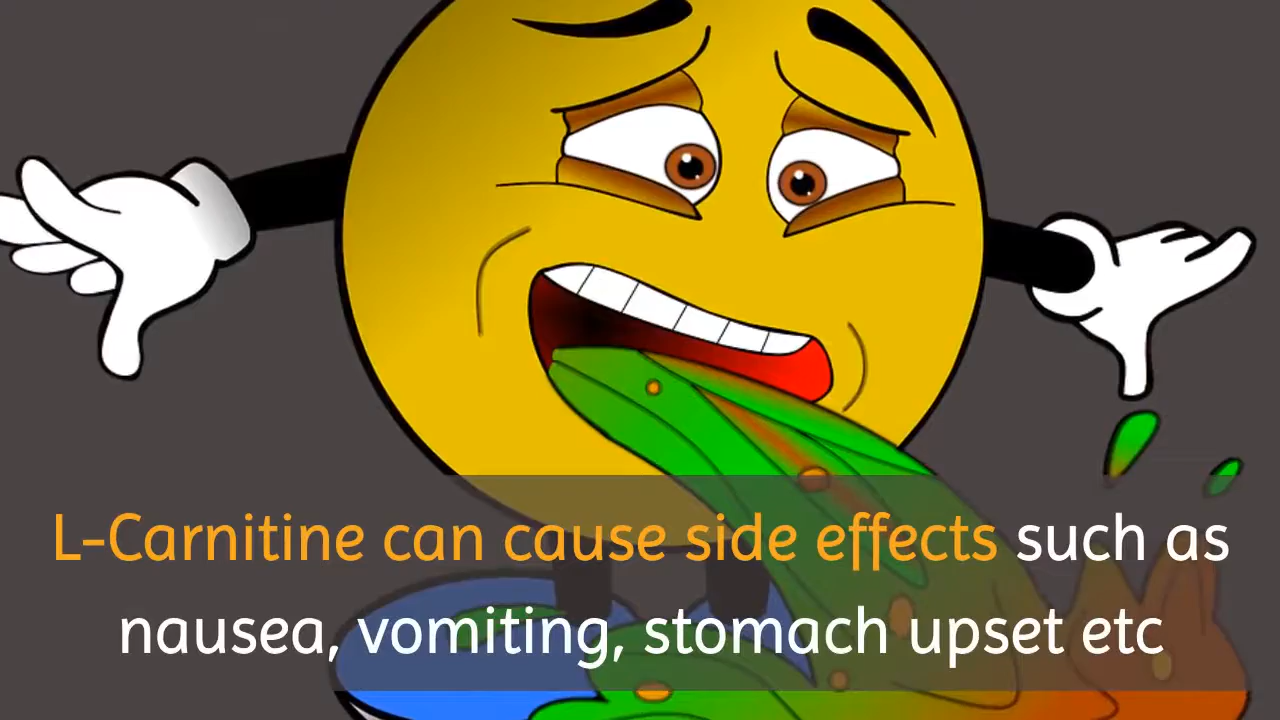 L-Carnitine can cause side effects such as
nausea, vomiting, stomach upset etc